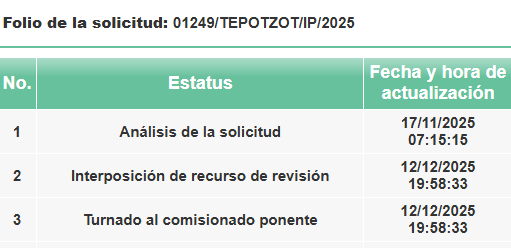 Folio de la solicitud: 01249/TEPOTZOT/IP/2025
No. Estatus Fecha y hora de
actualización
1 Análisis de la solicitud 17/11/2025
07:15:15
2 Interposición de recurso de revisión 12/12/2025
19:58:33
3 Turnado al comisionado ponente 12/12/2025
19:58:33